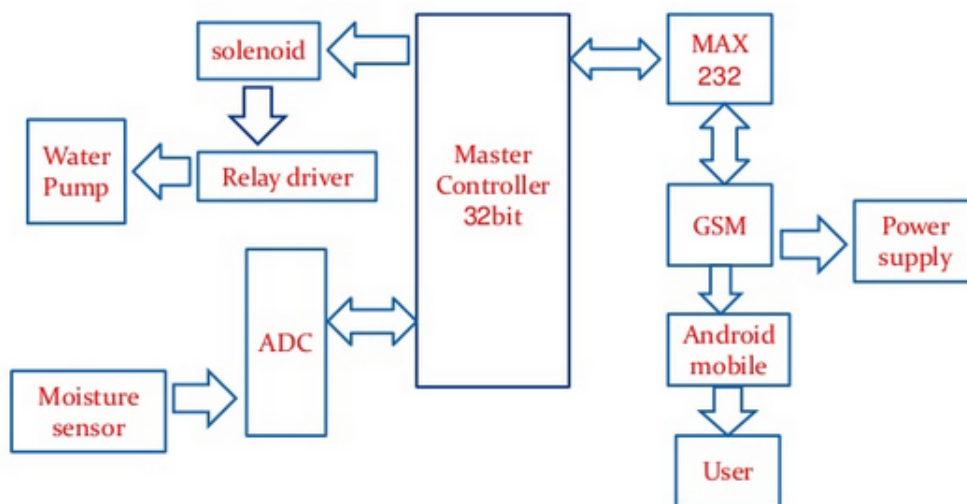 solenoid
MAX
232
Water
Pump
Relay driver
Master
Controller
32bit
GSM
Power
supply
ADC
Android
mobile
Moisture
sensor
User